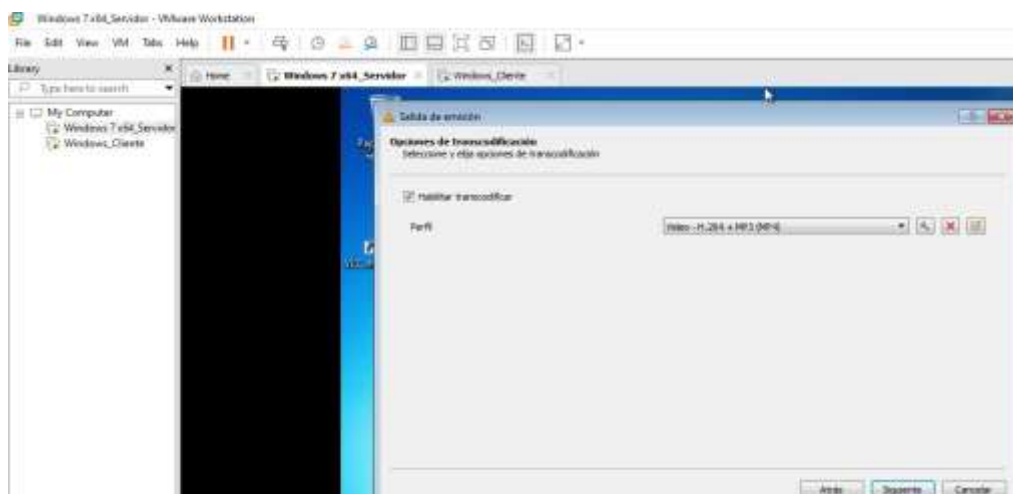 Windows 7 x64_Servidor - VMware Workstation
File Edit View VM Tabs Help
Library
Type here to search
Home
Windows 7 x64_Servidor
Windows_Cliente
My Computer
Windows 7 x64_Servidor
Windows_Cliente
Salida de emisión
Opciones de transcodificación
Seleccione y elija opciones de transcodificación
Habilitar transcodificar
Perfil
Video - H.264 + MP3 (MP4)
Atrás
Siguiente
Cancelar